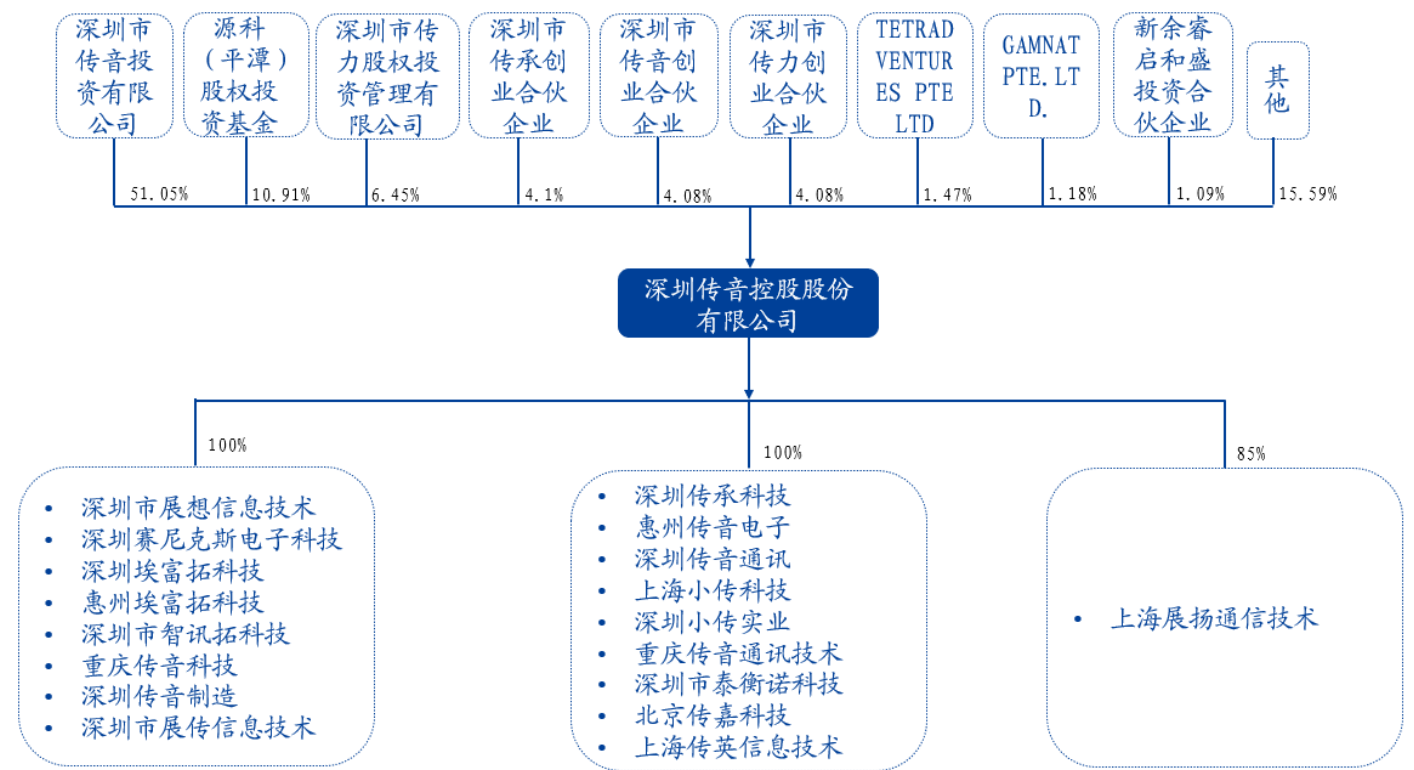 深圳市
传音投
资有限
公司
源科
（平潭）
股权投
资基金
深圳市传
力股权投
资管理有
限公司
深圳市
传承创
业合伙
企业
深圳市
传音创
业合伙
企业
深圳市
传力创
业合伙
企业
TETRAD
VENTUR
ES PTE
LTD
GAMNAT
PTE.LT
D.
新余睿
启和盛
投资合
伙企业
其
他
51.05%
10.91%
6.45%
4.1%
4.08%
4.08%
1.47%
1.18%
1.09%
15.59%
深圳传音控股股份
有限公司
100%
100%
85%
• 深圳市展想信息技术
• 深圳赛尼克斯电子科技
• 深圳埃富拓科技
• 惠州埃富拓科技
• 深圳市智讯拓科技
• 重庆传音科技
• 深圳传音制造
• 深圳市展传信息技术
• 深圳传承科技
• 惠州传音电子
• 深圳传音通讯
• 上海小传科技
• 深圳小传实业
• 重庆传音通讯技术
• 深圳市泰衡诺科技
• 北京传嘉科技
• 上海传英信息技术
• 上海展扬通信技术